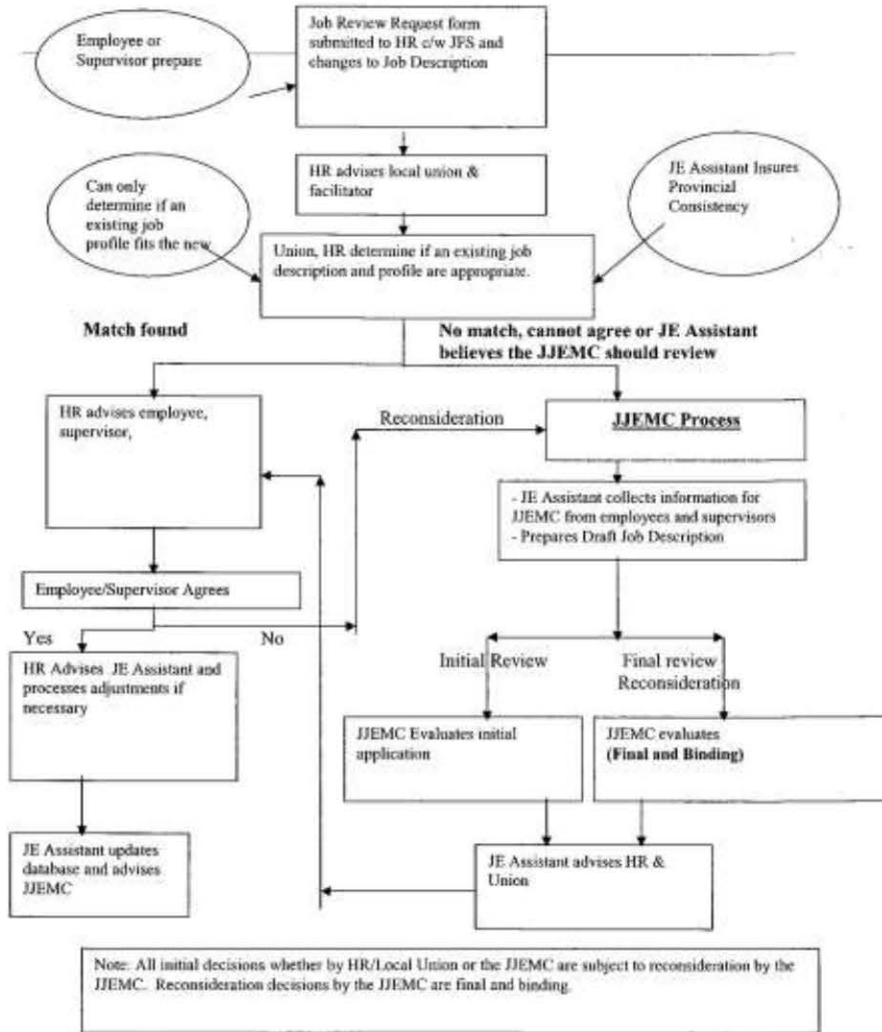 Employee or
Supervisor prepare
Job Review Request form
submitted to HR c/w JFS and
changes to Job Description
HR advises local union &
facilitator
Can only
determine if an
existing job
profile fits the new
JE Assistant Insures
Provincial
Consistency
Union, HR determine if an existing job
description and profile are appropriate.
Match found
No match, cannot agree or JE Assistant
believes the JJEMC should review
HR advises employee,
supervisor,
Reconsideration
JJEMC Process
- JE Assistant collects information for
JJEMC from employees and supervisors
- Prepares Draft Job Description
Employee/Supervisor Agrees
Yes
No
HR Advises JE Assistant and
processes adjustments if
necessary
Initial Review
Final review
Reconsideration
JJEMC Evaluates initial
application
JJEMC evaluates
(Final and Binding)
JE Assistant updates
database and advises
JJEMC
JE Assistant advises HR &
Union
Note: All initial decisions whether by HR/Local Union or the JJEMC are subject to reconsideration by the
JJEMC. Reconsideration decisions by the JJEMC are final and binding.